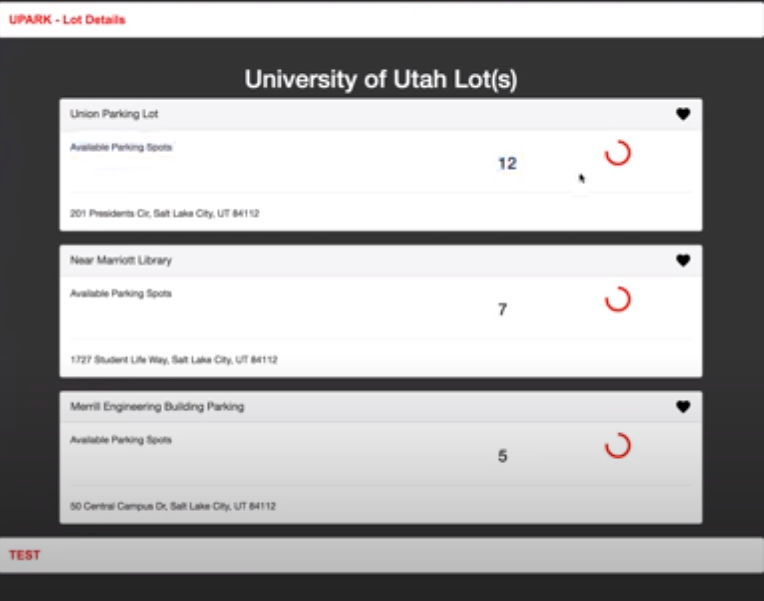 UPARK - Lot Details
University of Utah Lot(s)
Union Parking Lot
Available Parking Spots
12
201 Presidents Cir, Salt Lake City, UT 84112
Near Marriott Library
Available Parking Spots
7
1727 Student Life Way, Salt Lake City, UT 84112
Merrill Engineering Building Parking
Available Parking Spots
5
50 Central Campus Dr, Salt Lake City, UT 84112
TEST